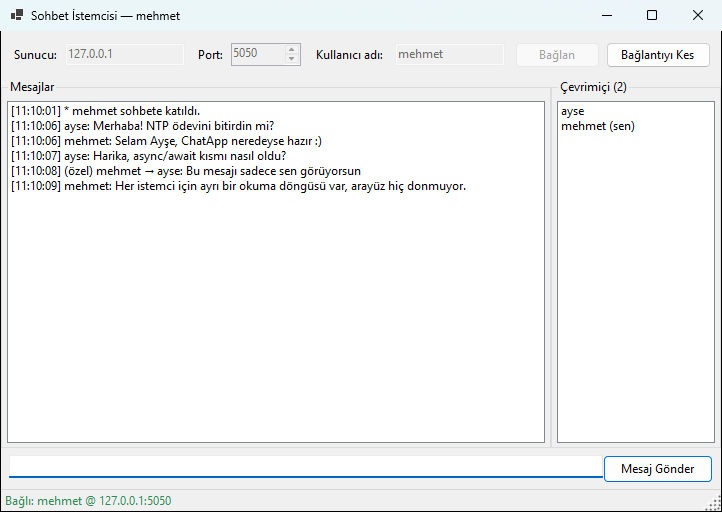 Sohbet İstemcisi — mehmet
Sunucu: 127.0.0.1 Port: 5050 Kullanıcı adı: mehmet Bağlan Bağlantıyı Kes
Mesajlar
[11:10:01] * mehmet sohbete katıldı.
[11:10:06] ayse: Merhaba! NTP ödevini bitirdin mi?
[11:10:06] mehmet: Selam Ayşe, ChatApp neredeyse hazır :)
[11:10:07] ayse: Harika, async/await kısmı nasıl oldu?
[11:10:08] (özel) mehmet → ayse: Bu mesajı sadece sen görüyorsun
[11:10:09] mehmet: Her istemci için ayrı bir okuma döngüsü var, arayüz hiç donmuyor.
Çevrimiçi (2)
ayse
mehmet (sen)
Mesaj Gönder
Bağlı: mehmet @ 127.0.0.1:5050